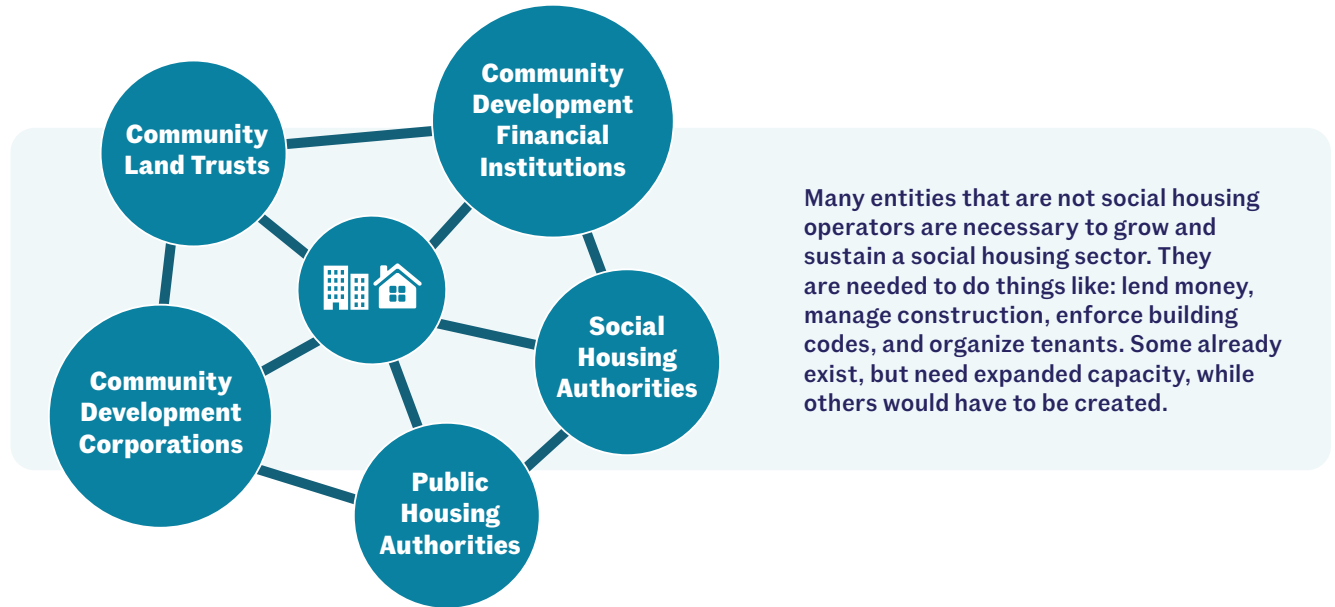 Community
Land Trusts
Community
Development
Financial
Institutions
Social
Housing
Authorities
Public
Housing
Authorities
Community
Development
Corporations
Many entities that are not social housing
operators are necessary to grow and
sustain a social housing sector. They
are needed to do things like: lend money,
manage construction, enforce building
codes, and organize tenants. Some already
exist, but need expanded capacity, while
others would have to be created.